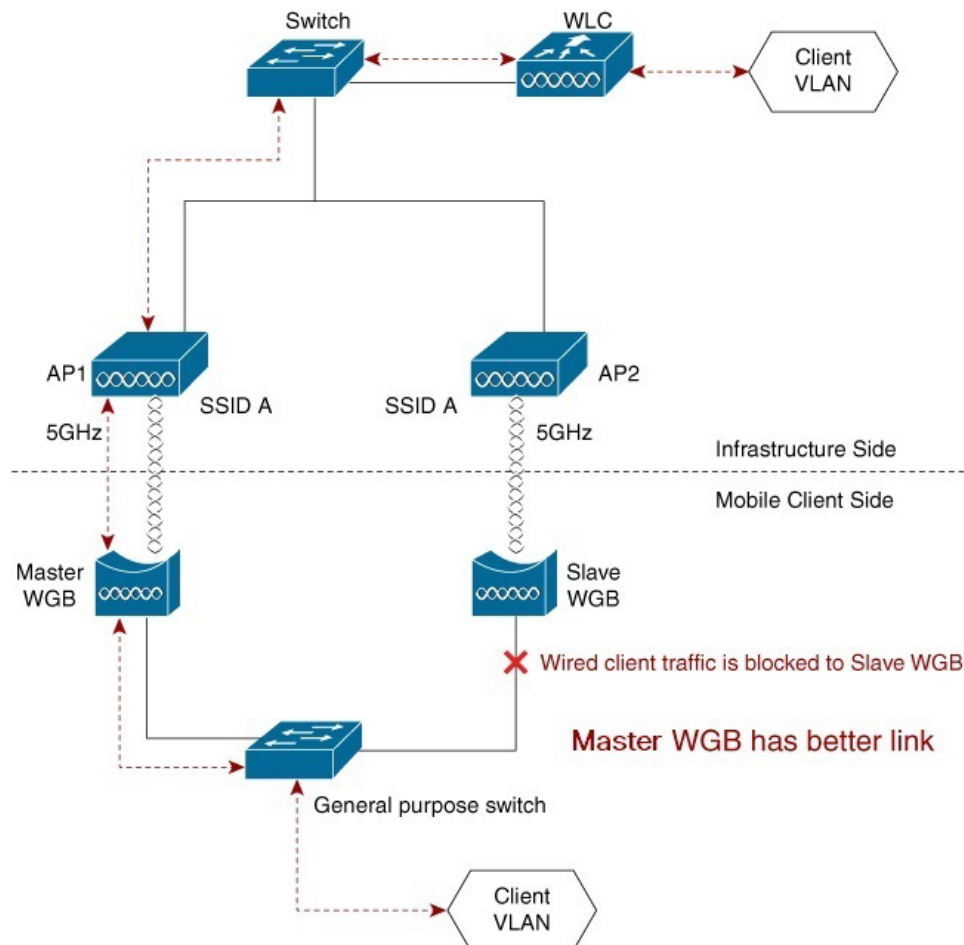 Switch
WLC
Client
VLAN
AP1
SSID A
SSID A
AP2
5GHz
5GHz
Infrastructure Side
Mobile Client Side
Master
WGB
Slave
WGB
Wired client traffic is blocked to Slave WGB
Master WGB has better link
General purpose switch
Client
VLAN